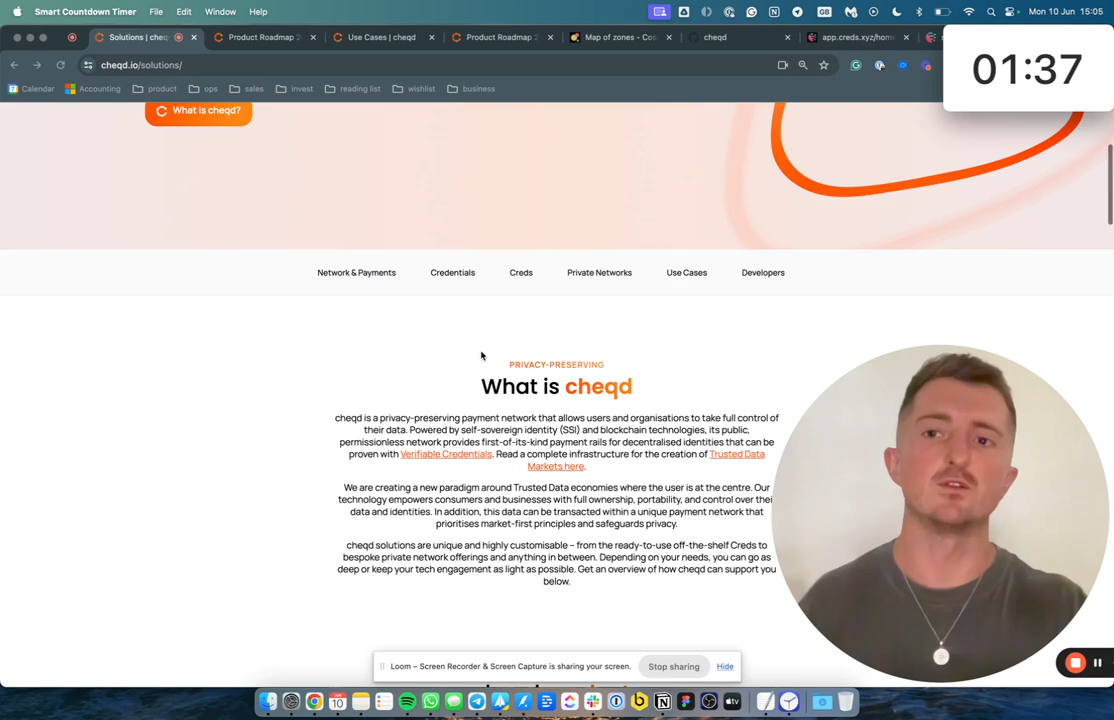 Smart Countdown Timer File Edit Window Help
GB Mon 10 Jun 15:05
Solutions | cheq Product Roadmap 2 Use Cases | cheqd Product Roadmap 2 Map of zones - Cos cheqd app.creds.xyz/home
cheqd.io/solutions/
01:37
Calendar Accounting product ops sales invest reading list wishlist business
What is cheqd?
Network & Payments Credentials Creds Private Networks Use Cases Developers
PRIVACY-PRESERVING
What is cheqd
cheqd is a privacy-preserving payment network that allows users and organisations to take full control of
their data. Powered by self-sovereign identity (SSI) and blockchain technologies, its public,
permissionless network provides first-of-its-kind payment rails for decentralised identities that can be
proven with Verifiable Credentials. Read a complete infrastructure for the creation of Trusted Data
Markets here.
We are creating a new paradigm around Trusted Data economies where the user is at the centre. Our
technology empowers consumers and businesses with full ownership, portability, and control over their
data and identities. In addition, this data can be transacted within a unique payment network that
prioritises market-first principles and safeguards privacy.
cheqd solutions are unique and highly customisable – from the ready-to-use off-the-shelf Creds to
bespoke private network offerings and anything in between. Depending on your needs, you can go as
deep or keep your tech engagement as light as possible. Get an overview of how cheqd can support you
below.
Loom – Screen Recorder & Screen Capture is sharing your screen. Stop sharing Hide